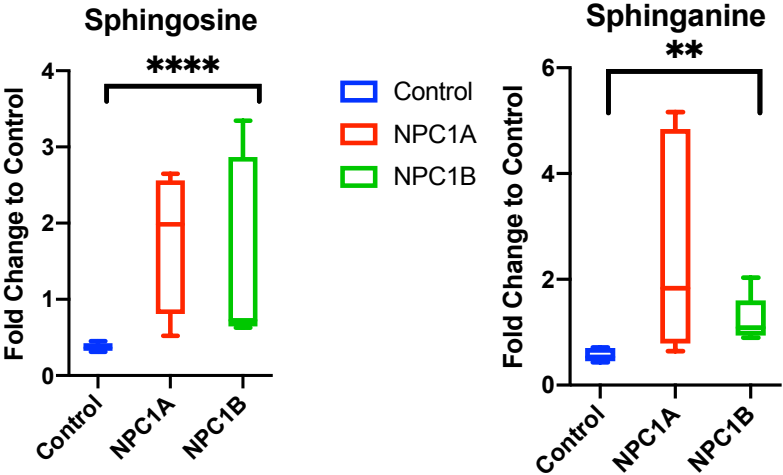 Sphingosine
****
Fold Change to Control
4
3
2
1
0
Control
NPC1A
NPC1B
Control
NPC1A
NPC1B
Sphinganine
**
Fold Change to Control
6
4
2
0
Control
NPC1A
NPC1B